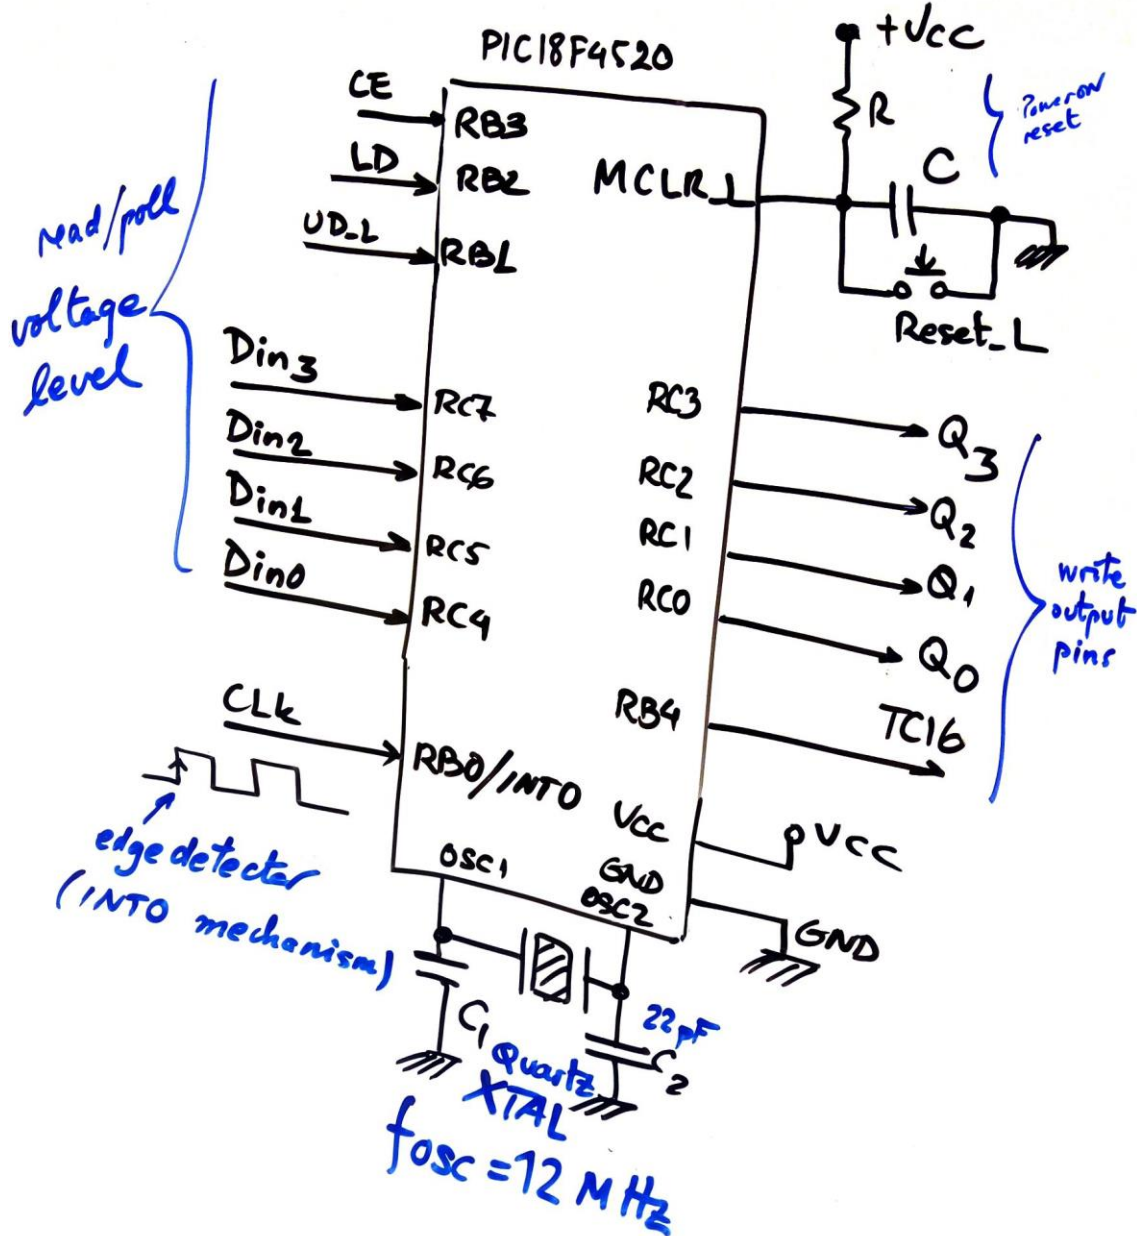 PIC18F4520
+VCC
CE
RB3
R
Power ON
reset
LD
RB2
MCLR_L
C
UD_L
RB1
read/poll
voltage
level
Reset_L
Din3
RC7
RC3
Q3
Din2
RC6
RC2
Q2
Din1
RC5
RC1
Q1
Din0
RC4
RC0
Q0
write
output
pins
CLk
RB0/INT0
RB4
TC16
edge detector
(INT0 mechanism)
VCC
VCC
OSC1
GND
OSC2
GND
C1
22pF
C2
Quartz
XTAL
fosc = 12 MHz